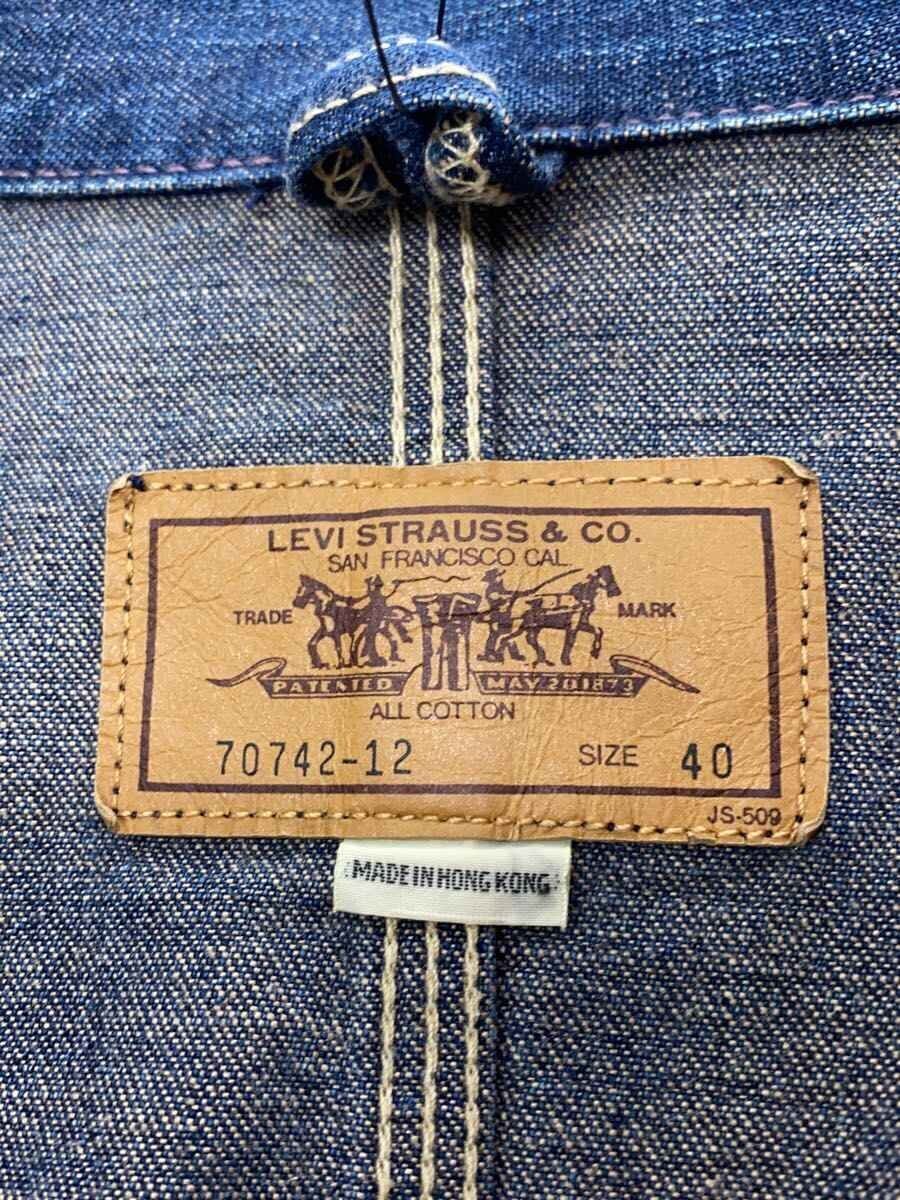 LEVI STRAUSS & CO.
SAN FRANCISCO CAL.
TRADE MARK
PATENTED MAY 20 1873
ALL COTTON
70742-12 SIZE 40
JS-509
MADE IN HONG KONG